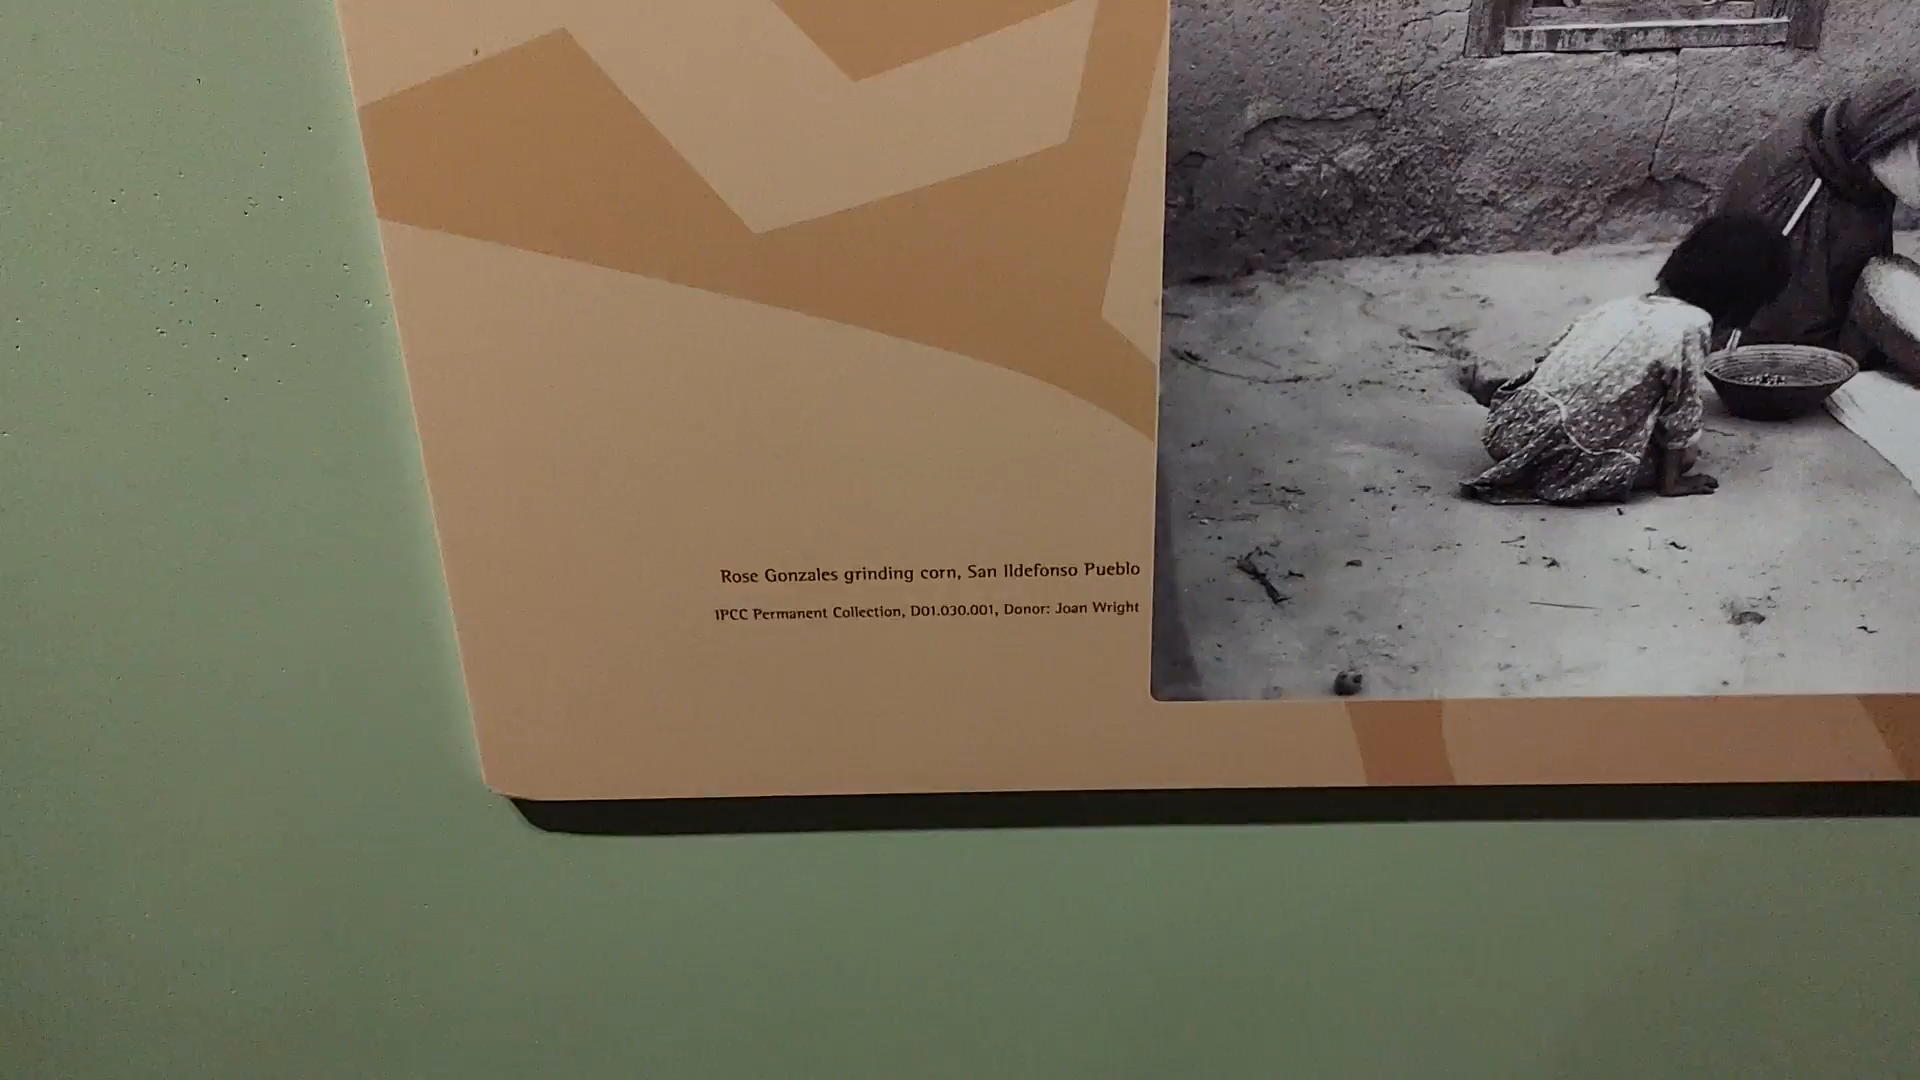 Rose Gonzales grinding corn, San Ildefonso Pueblo
IPCC Permanent Collection, D01.030.001, Donor: Joan Wright